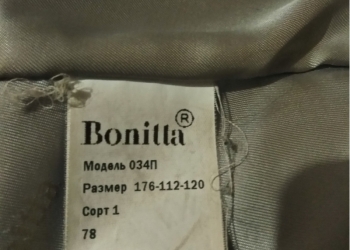 Bonitta ®
Модель 034П
Размер 176-112-120
Сорт 1
78